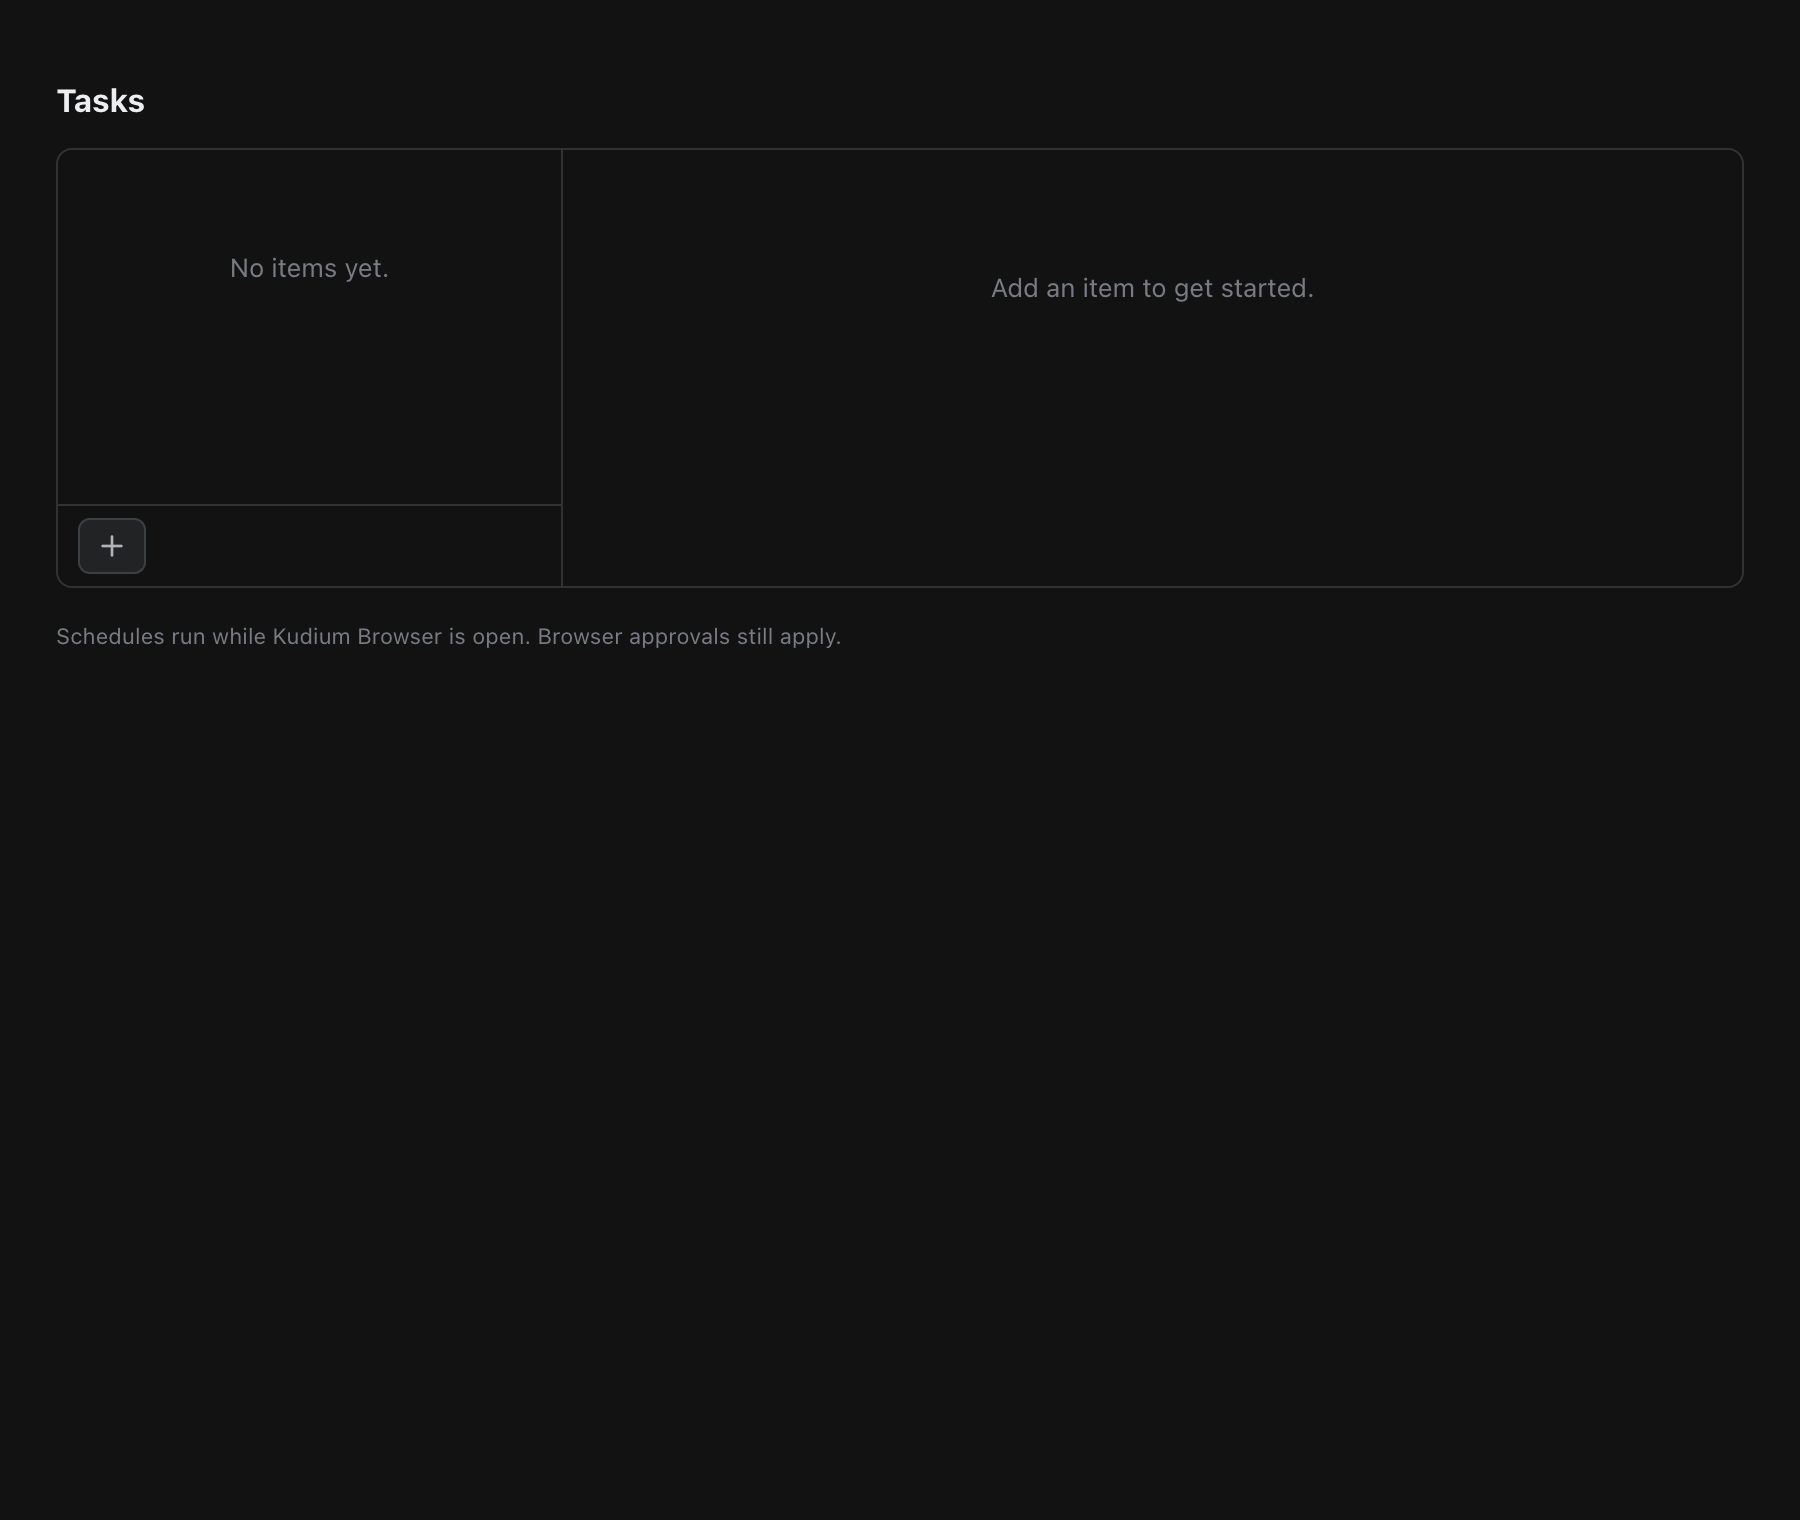 Tasks
No items yet.
Add an item to get started.
Schedules run while Kudium Browser is open. Browser approvals still apply.